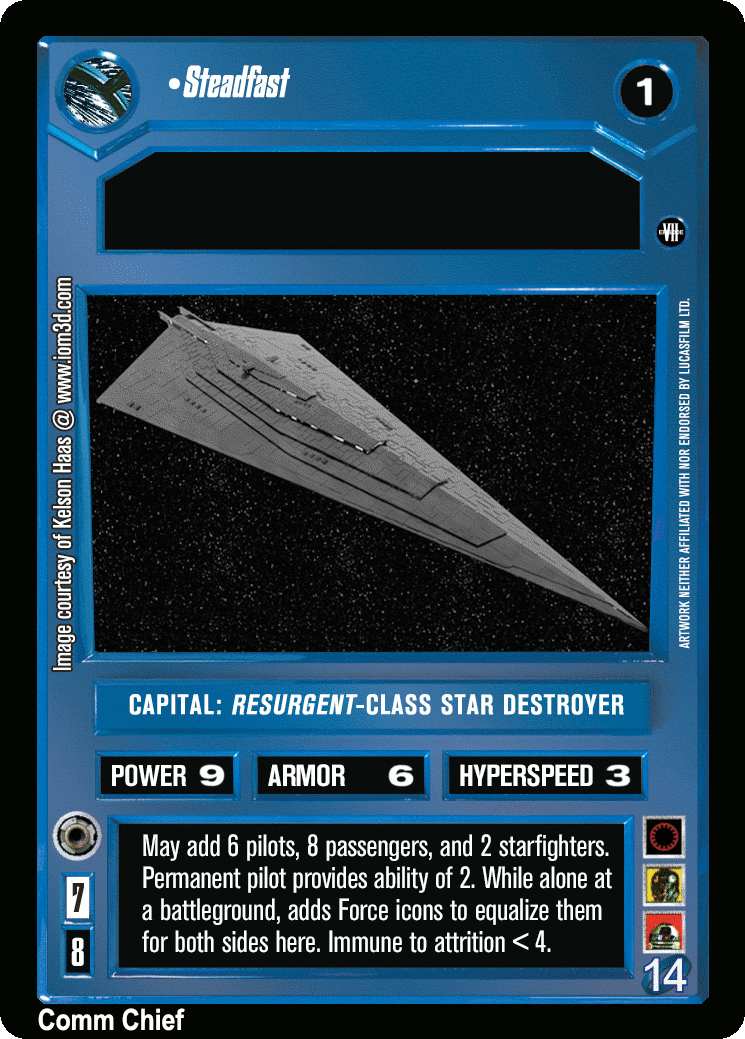 •Steadfast
1
EPISODE VII
Image courtesy of Kelson Haas @ www.iom3d.com
ARTWORK NEITHER AFFILIATED WITH NOR ENDORSED BY LUCASFILM LTD.
CAPITAL: RESURGENT-CLASS STAR DESTROYER
POWER 9 ARMOR 6 HYPERSPEED 3
May add 6 pilots, 8 passengers, and 2 starfighters.
Permanent pilot provides ability of 2. While alone at
a battleground, adds Force icons to equalize them
for both sides here. Immune to attrition < 4.
7
8
14
Comm Chief